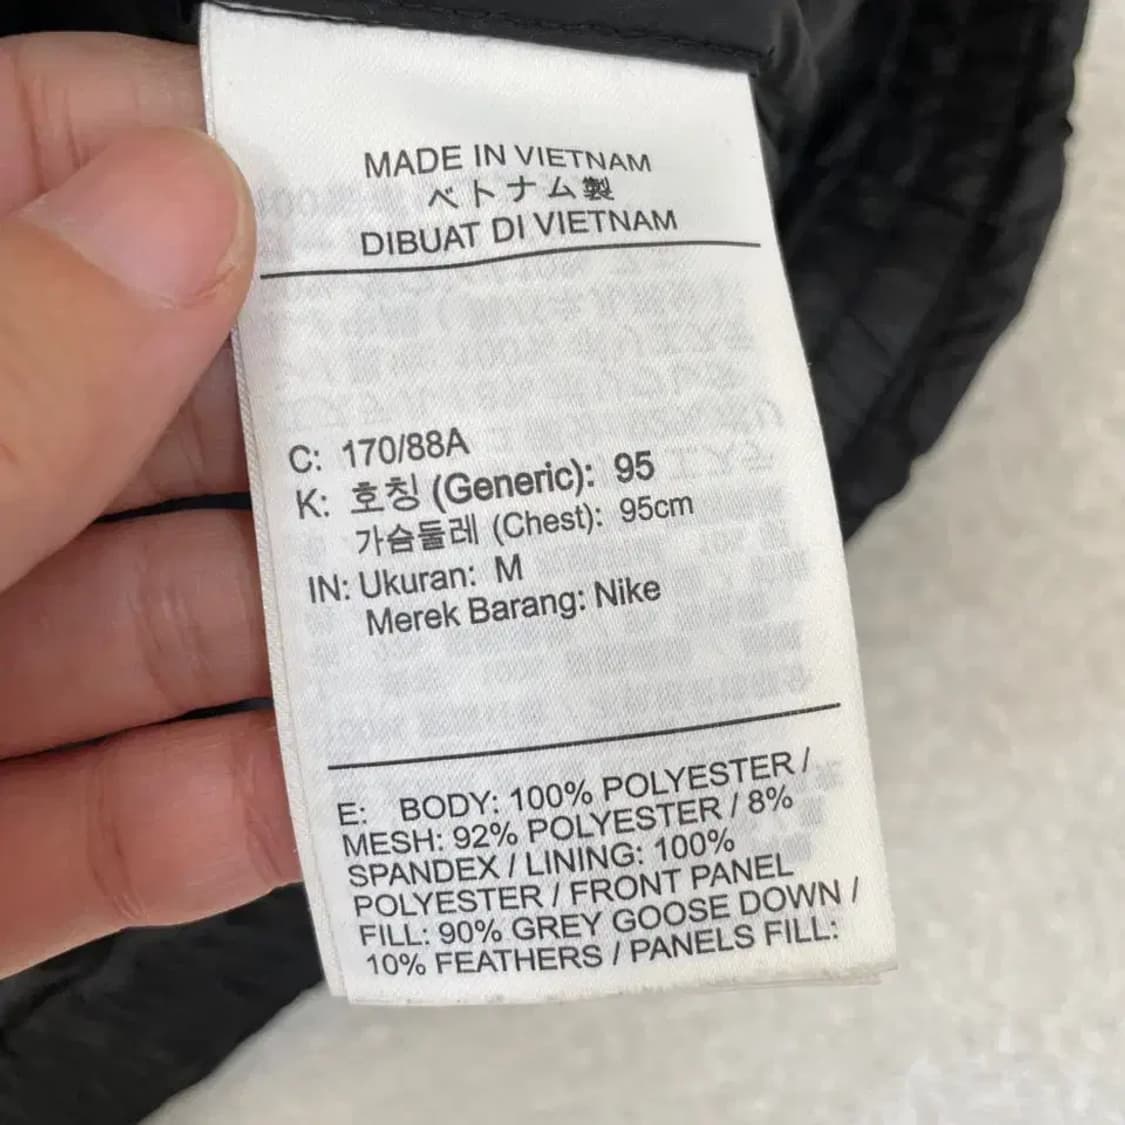 MADE IN VIETNAM
ベトナム製
DIBUAT DI VIETNAM
C: 170/88A
K: 호칭 (Generic): 95
가슴둘레 (Chest): 95cm
IN: Ukuran: M
Merek Barang: Nike
E: BODY: 100% POLYESTER /
MESH: 92% POLYESTER / 8%
SPANDEX / LINING: 100%
POLYESTER / FRONT PANEL
FILL: 90% GREY GOOSE DOWN /
10% FEATHERS / PANELS FILL: